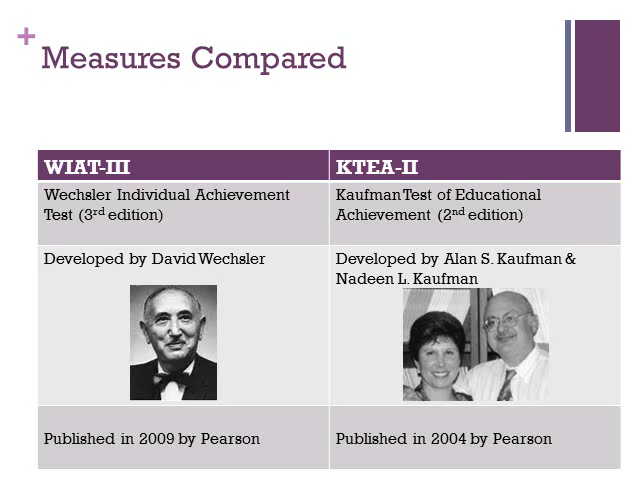 +
Measures Compared
WIAT-III
KTEA-II
Wechsler Individual Achievement
Test (3rd edition)
Kaufman Test of Educational
Achievement (2nd edition)
Developed by David Wechsler
Developed by Alan S. Kaufman &
Nadeen L. Kaufman
Published in 2009 by Pearson
Published in 2004 by Pearson